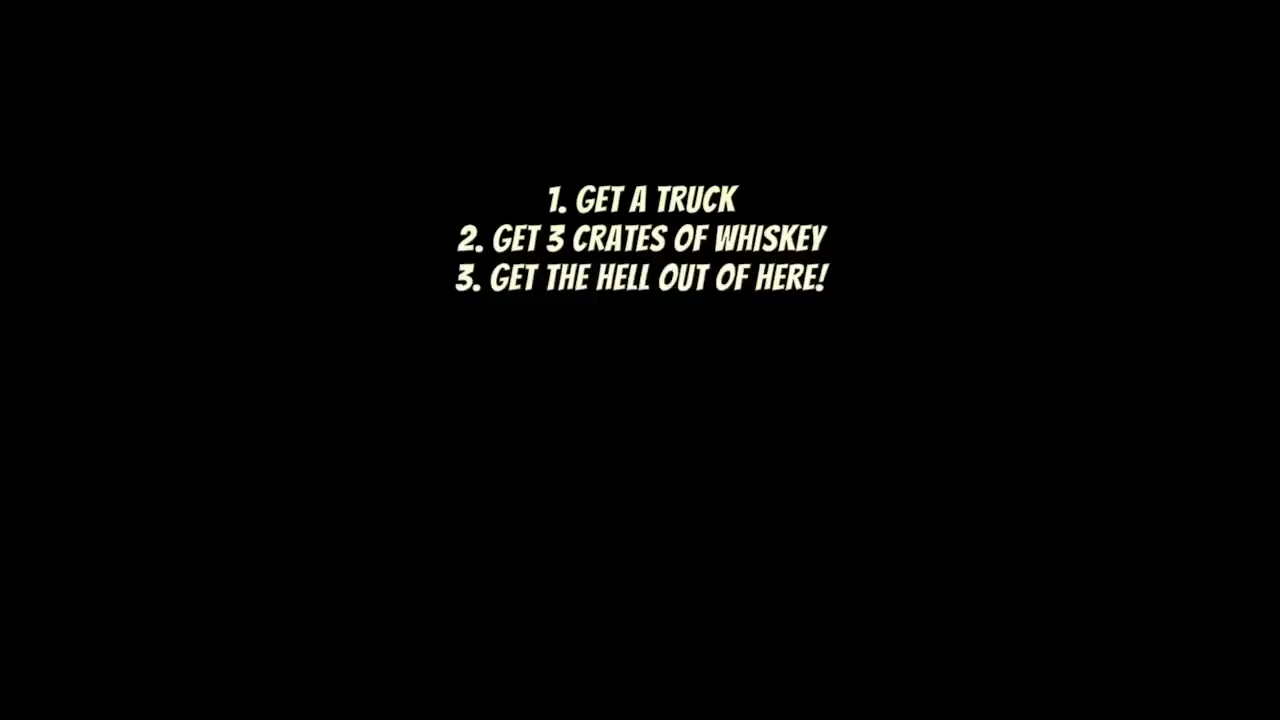 1. GET A TRUCK
2. GET 3 CRATES OF WHISKEY
3. GET THE HELL OUT OF HERE!